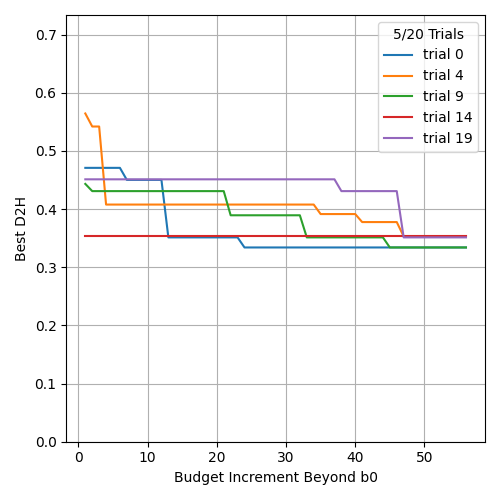 5/20 Trials
trial 0
trial 4
trial 9
trial 14
trial 19
0.7
0.6
0.5
0.4
0.3
0.2
0.1
0.0
Best D2H
0 10 20 30 40 50
Budget Increment Beyond b0